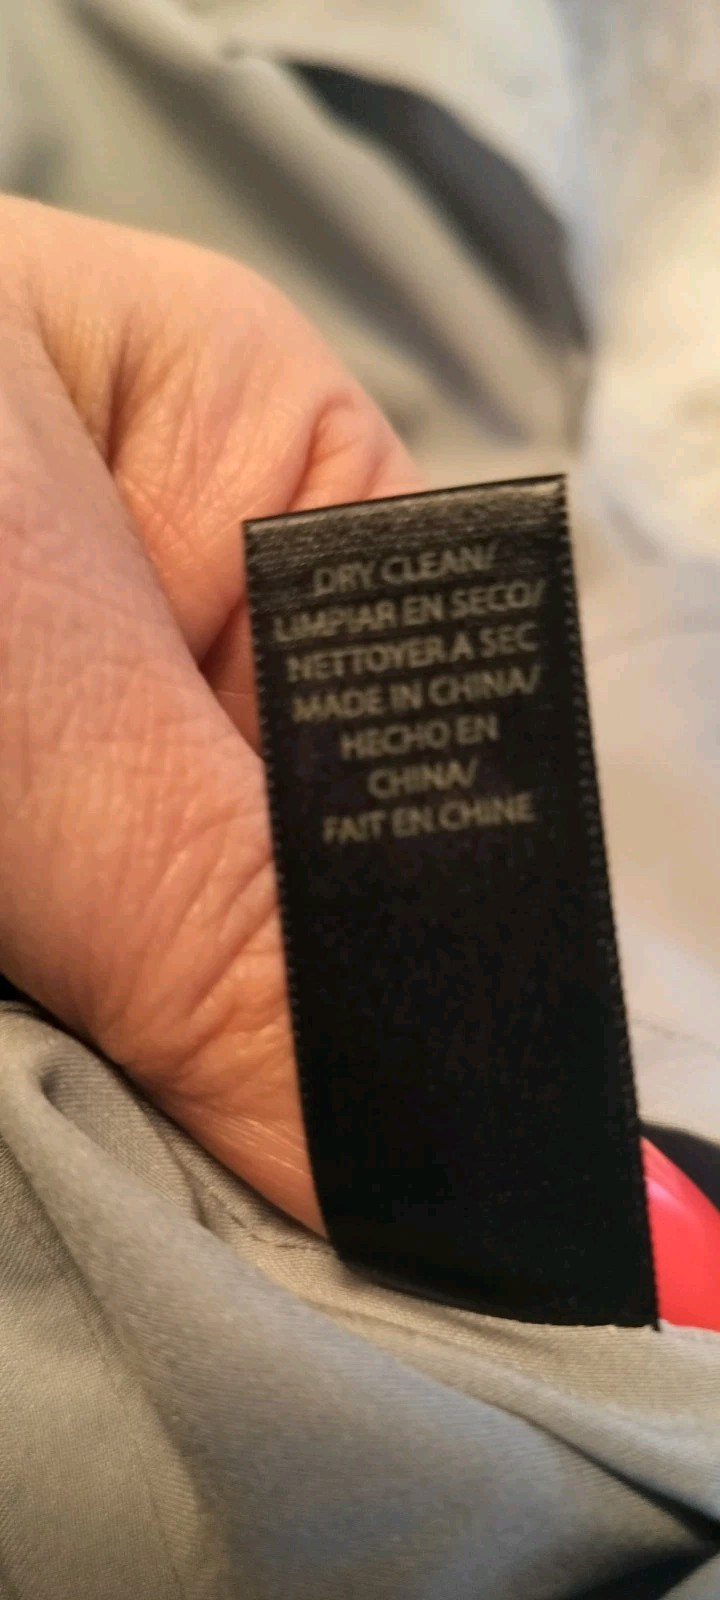 DRY CLEAN/
LIMPIAR EN SECO/
NETTOYER A SEC
MADE IN CHINA/
HECHO EN
CHINA/
FAIT EN CHINE